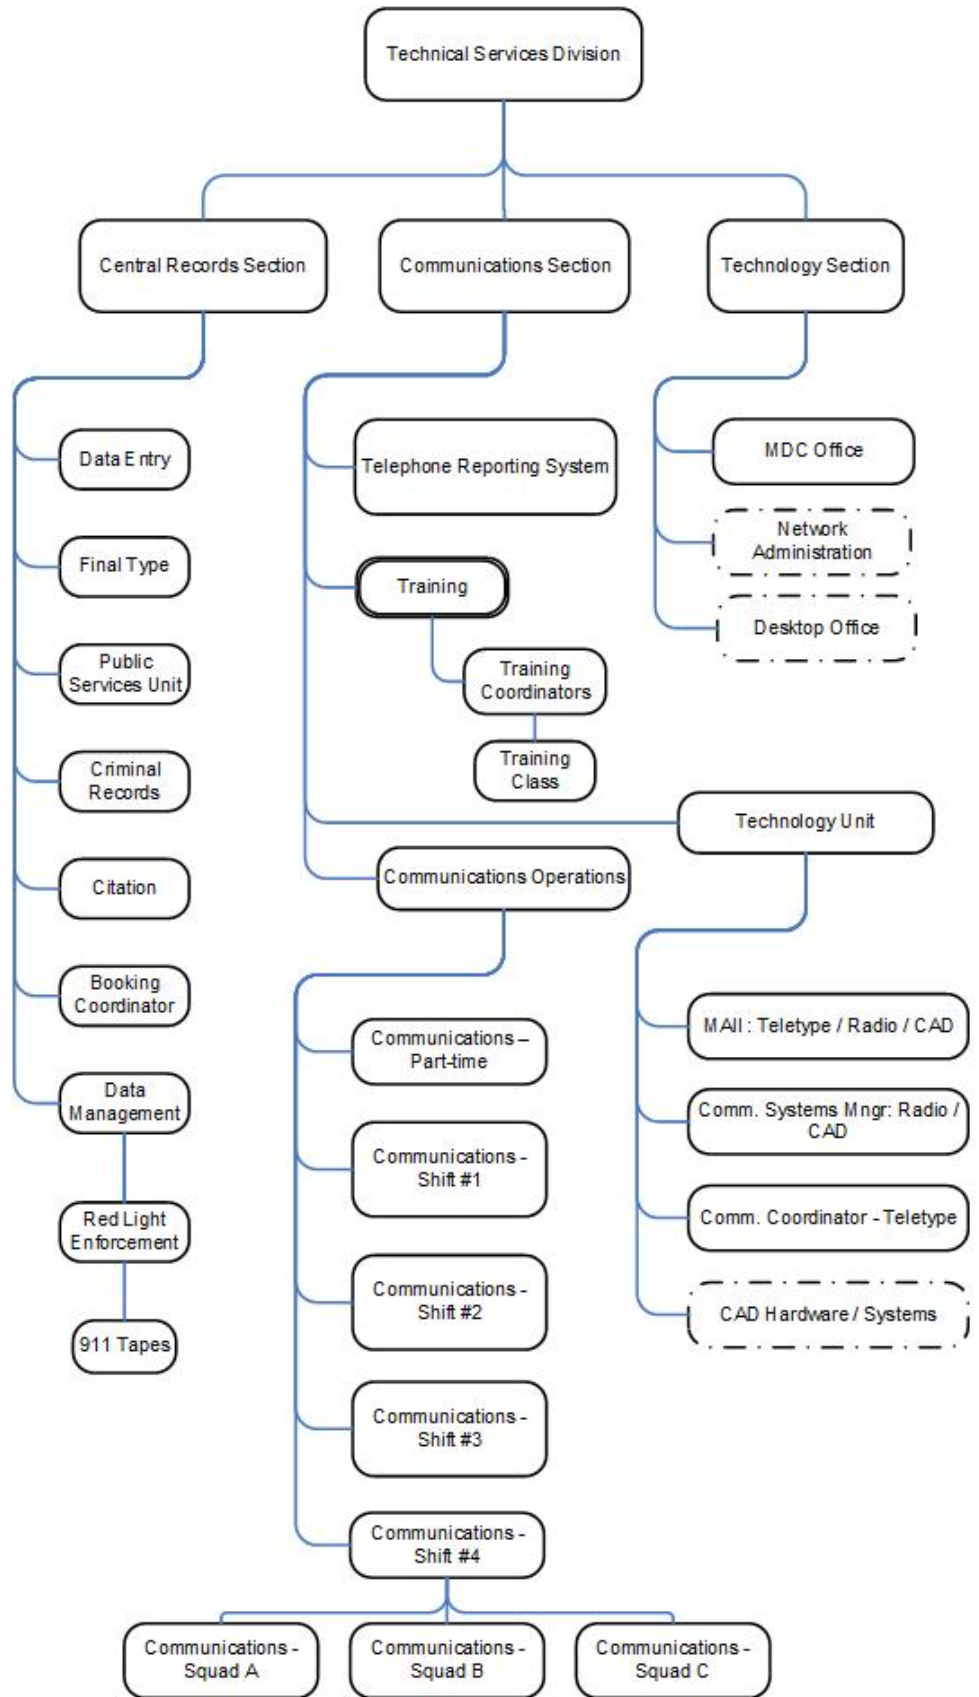 Technical Services Division
Central Records Section
Communications Section
Technology Section
Data Entry
Final Type
Public
Services Unit
Criminal
Records
Citation
Booking
Coordinator
Data
Management
Red Light
Enforcement
911 Tapes
Telephone Reporting System
Training
Training
Coordinators
Training
Class
Communications Operations
Communications –
Part-time
Communications -
Shift #1
Communications -
Shift #2
Communications -
Shift #3
Communications -
Shift #4
Communications -
Squad A
Communications -
Squad B
Communications -
Squad C
MDC Office
Network
Administration
Desktop Office
Technology Unit
MAII : Teletype / Radio / CAD
Comm. Systems Mngr: Radio /
CAD
Comm. Coordinator - Teletype
CAD Hardware / Systems